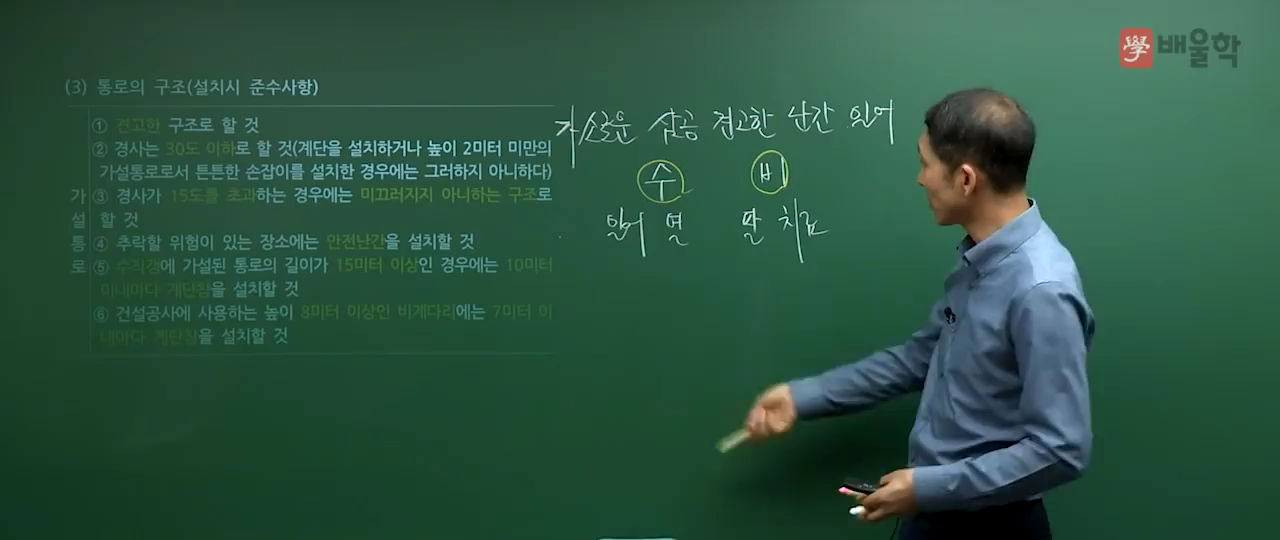 學 배울학
(3) 통로의 구조(설치시 준수사항)
가설통로
① 견고한 구조로 할 것
② 경사는 30도 이하로 할 것(계단을 설치하거나 높이 2미터 미만의
가설통로로서 튼튼한 손잡이를 설치한 경우에는 그러하지 아니하다)
③ 경사가 15도를 초과하는 경우에는 미끄러지지 아니하는 구조로
할 것
④ 추락할 위험이 있는 장소에는 안전난간을 설치할 것
⑤ 수직갱에 가설된 통로의 길이가 15미터 이상인 경우에는 10미터
이내마다 계단참을 설치할 것
⑥ 건설공사에 사용하는 높이 8미터 이상인 비계다리에는 7미터 이
내마다 계단참을 설치할 것
가소로운 삼공 견고한 난간 있어
수 비
있어 열 팔 치료